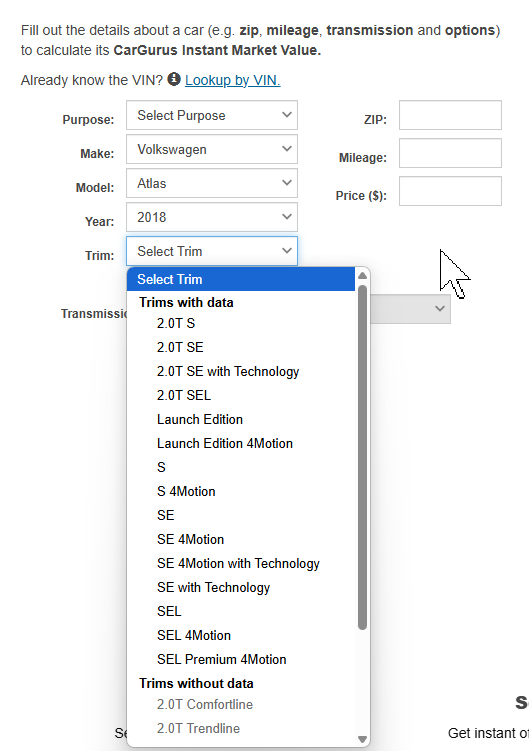 Fill out the details about a car (e.g. zip, mileage, transmission and options)
to calculate its CarGurus Instant Market Value.
Already know the VIN? Lookup by VIN.
Purpose: Select Purpose
ZIP:
Make: Volkswagen
Mileage:
Model: Atlas
Price ($):
Year: 2018
Trim: Select Trim
Select Trim
Trims with data
2.0T S
Transmissio
2.0T SE
2.0T SE with Technology
2.0T SEL
Launch Edition
Launch Edition 4Motion
S
S 4Motion
SE
SE 4Motion
SE 4Motion with Technology
SE with Technology
SEL
SEL 4Motion
SEL Premium 4Motion
Trims without data
2.0T Comfortline
S
2.0T Trendline
Se
Get instant o